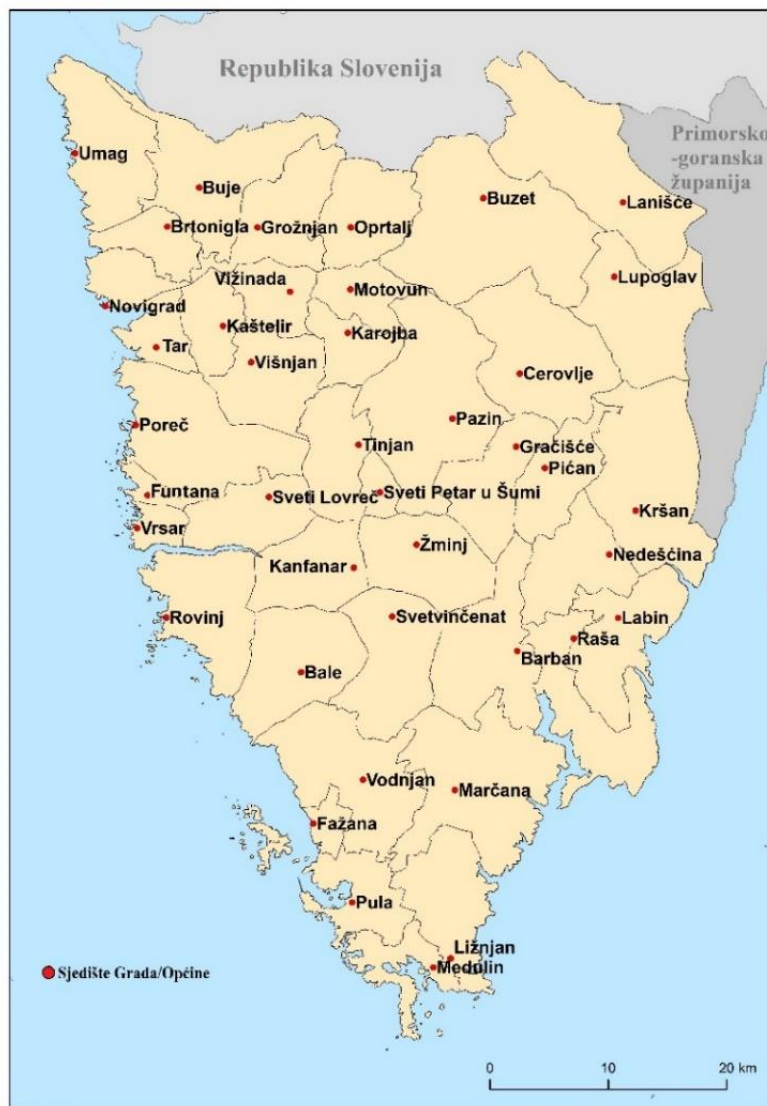 Republika Slovenija
Primorsko
-goranska
županija
Umag
Buje
Buzet
Lanišće
Brtonigla
Grožnjan
Oprtalj
Lupoglav
Vižinada
Motovun
Novigrad
Kaštelir
Karojba
Tar
Višnjan
Cerovlje
Poreč
Pazin
Tinjan
Gračišće
Pićan
Funtana
Sveti Lovreč
Sveti Petar u Šumi
Kršan
Vrsar
Žminj
Nedešćina
Kanfanar
Rovinj
Svetvinčenat
Labin
Raša
Barban
Bale
Vodnjan
Marčana
Fažana
Pula
Ližnjan
Medulin
Sjedište Grada/Općine
0 10 20 km